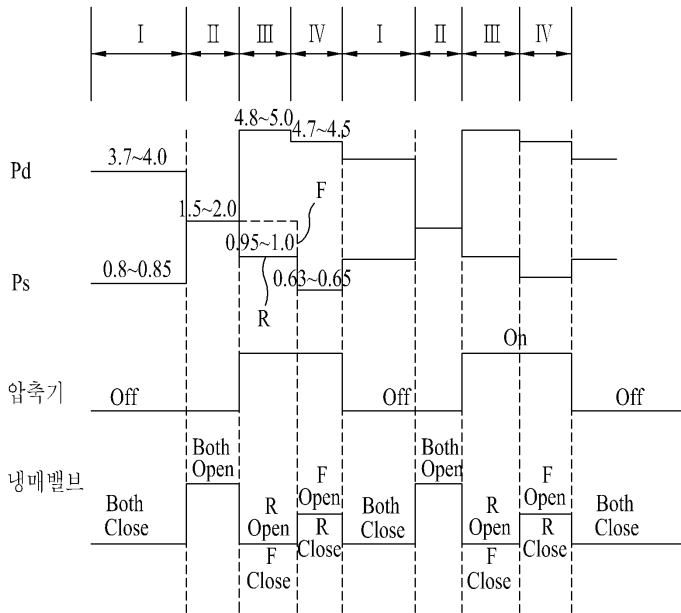 I II III IV I II III IV
4.8~5.0
4.7~4.5
3.7~4.0
Pd
F
1.5~2.0
0.95~1.0
0.8~0.85
0.63~0.65
Ps
R
On
압축기
Off
Off
Off
냉매밸브
Both
Open
Both
Open
Both
Close
R
Open
F
Close
F
Open
R
Close
Both
Close
R
Open
F
Close
F
Open
R
Close
Both
Close